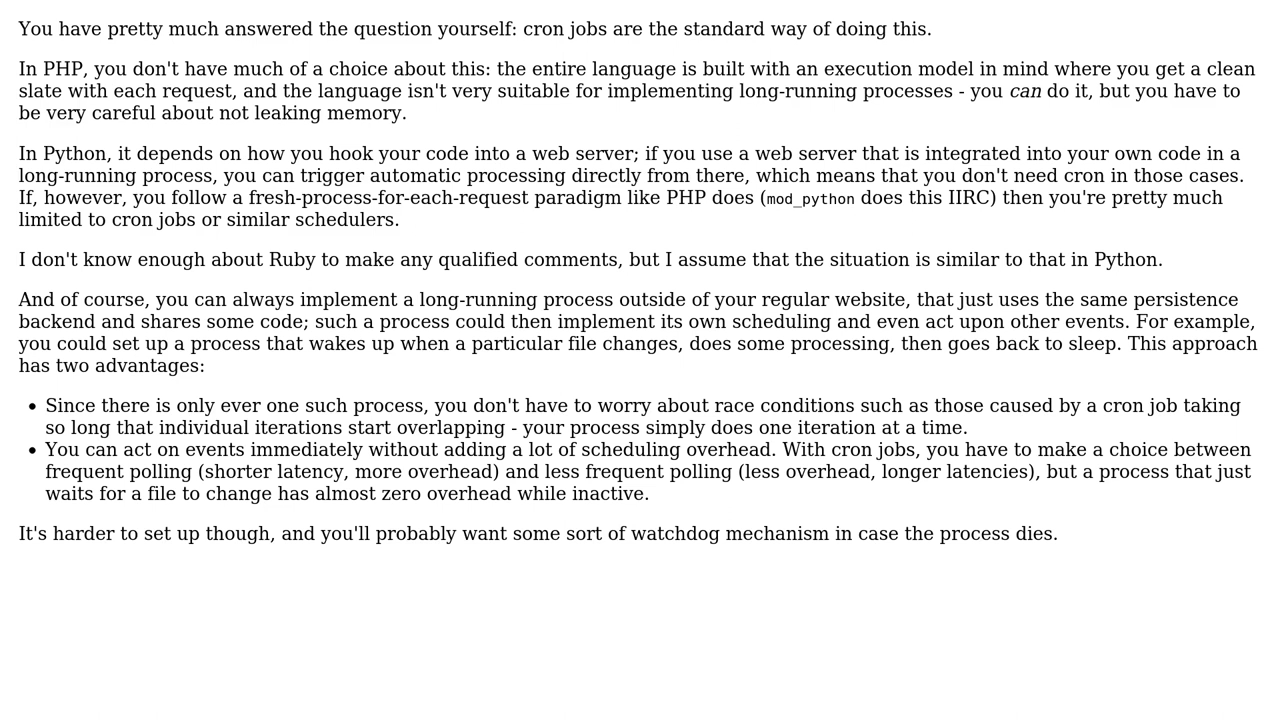 You have pretty much answered the question yourself: cron jobs are the standard way of doing this.
In PHP, you don't have much of a choice about this: the entire language is built with an execution model in mind where you get a clean
slate with each request, and the language isn't very suitable for implementing long-running processes - you can do it, but you have to
be very careful about not leaking memory.
In Python, it depends on how you hook your code into a web server; if you use a web server that is integrated into your own code in a
long-running process, you can trigger automatic processing directly from there, which means that you don't need cron in those cases.
If, however, you follow a fresh-process-for-each-request paradigm like PHP does (mod_python does this IIRC) then you're pretty much
limited to cron jobs or similar schedulers.
I don't know enough about Ruby to make any qualified comments, but I assume that the situation is similar to that in Python.
And of course, you can always implement a long-running process outside of your regular website, that just uses the same persistence
backend and shares some code; such a process could then implement its own scheduling and even act upon other events. For example,
you could set up a process that wakes up when a particular file changes, does some processing, then goes back to sleep. This approach
has two advantages:
• Since there is only ever one such process, you don't have to worry about race conditions such as those caused by a cron job taking
so long that individual iterations start overlapping - your process simply does one iteration at a time.
• You can act on events immediately without adding a lot of scheduling overhead. With cron jobs, you have to make a choice between
frequent polling (shorter latency, more overhead) and less frequent polling (less overhead, longer latencies), but a process that just
waits for a file to change has almost zero overhead while inactive.
It's harder to set up though, and you'll probably want some sort of watchdog mechanism in case the process dies.